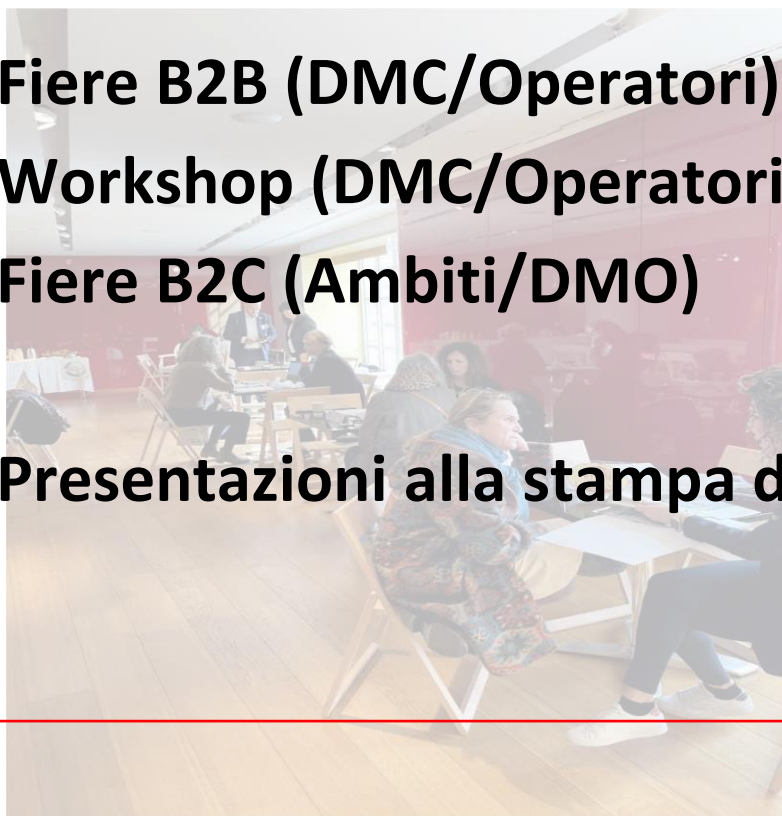 Fiere B2B (DMC/Operatori)
Workshop (DMC/Operatori
Fiere B2C (Ambiti/DMO)
Presentazioni alla stampa d